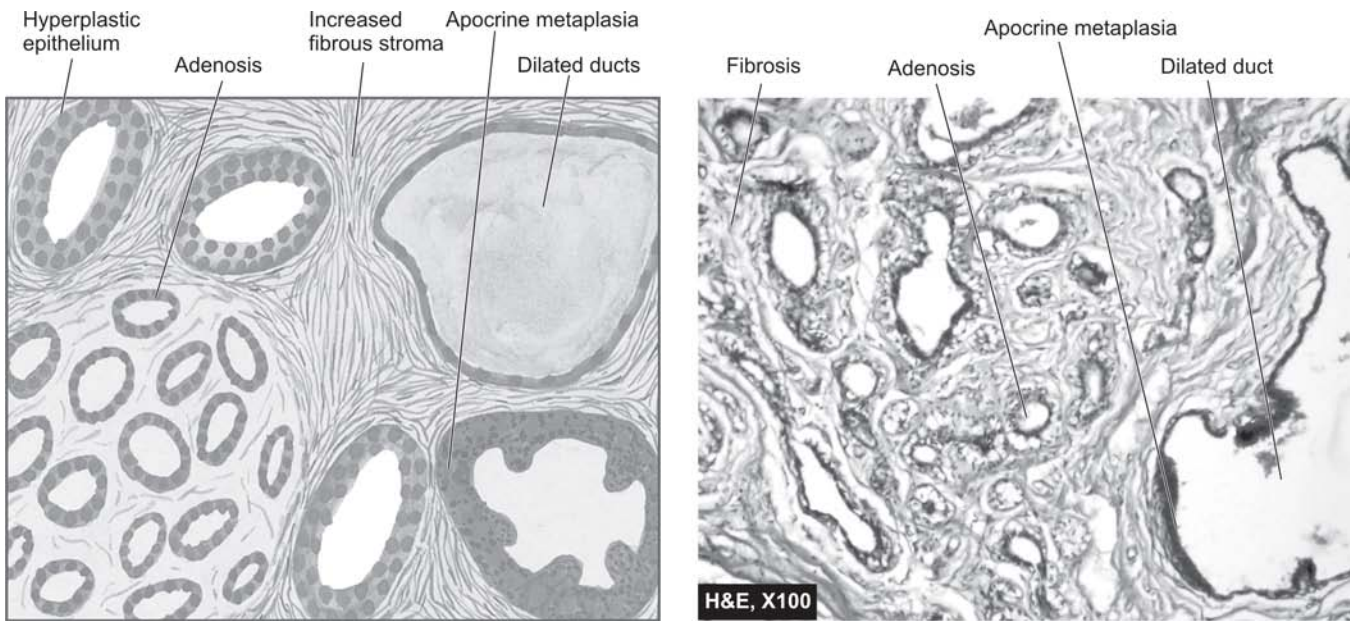 Hyperplastic
epithelium
Adenosis
Increased
fibrous stroma
Apocrine metaplasia
Dilated ducts
Fibrosis
Adenosis
Apocrine metaplasia
Dilated duct
H&E, X100